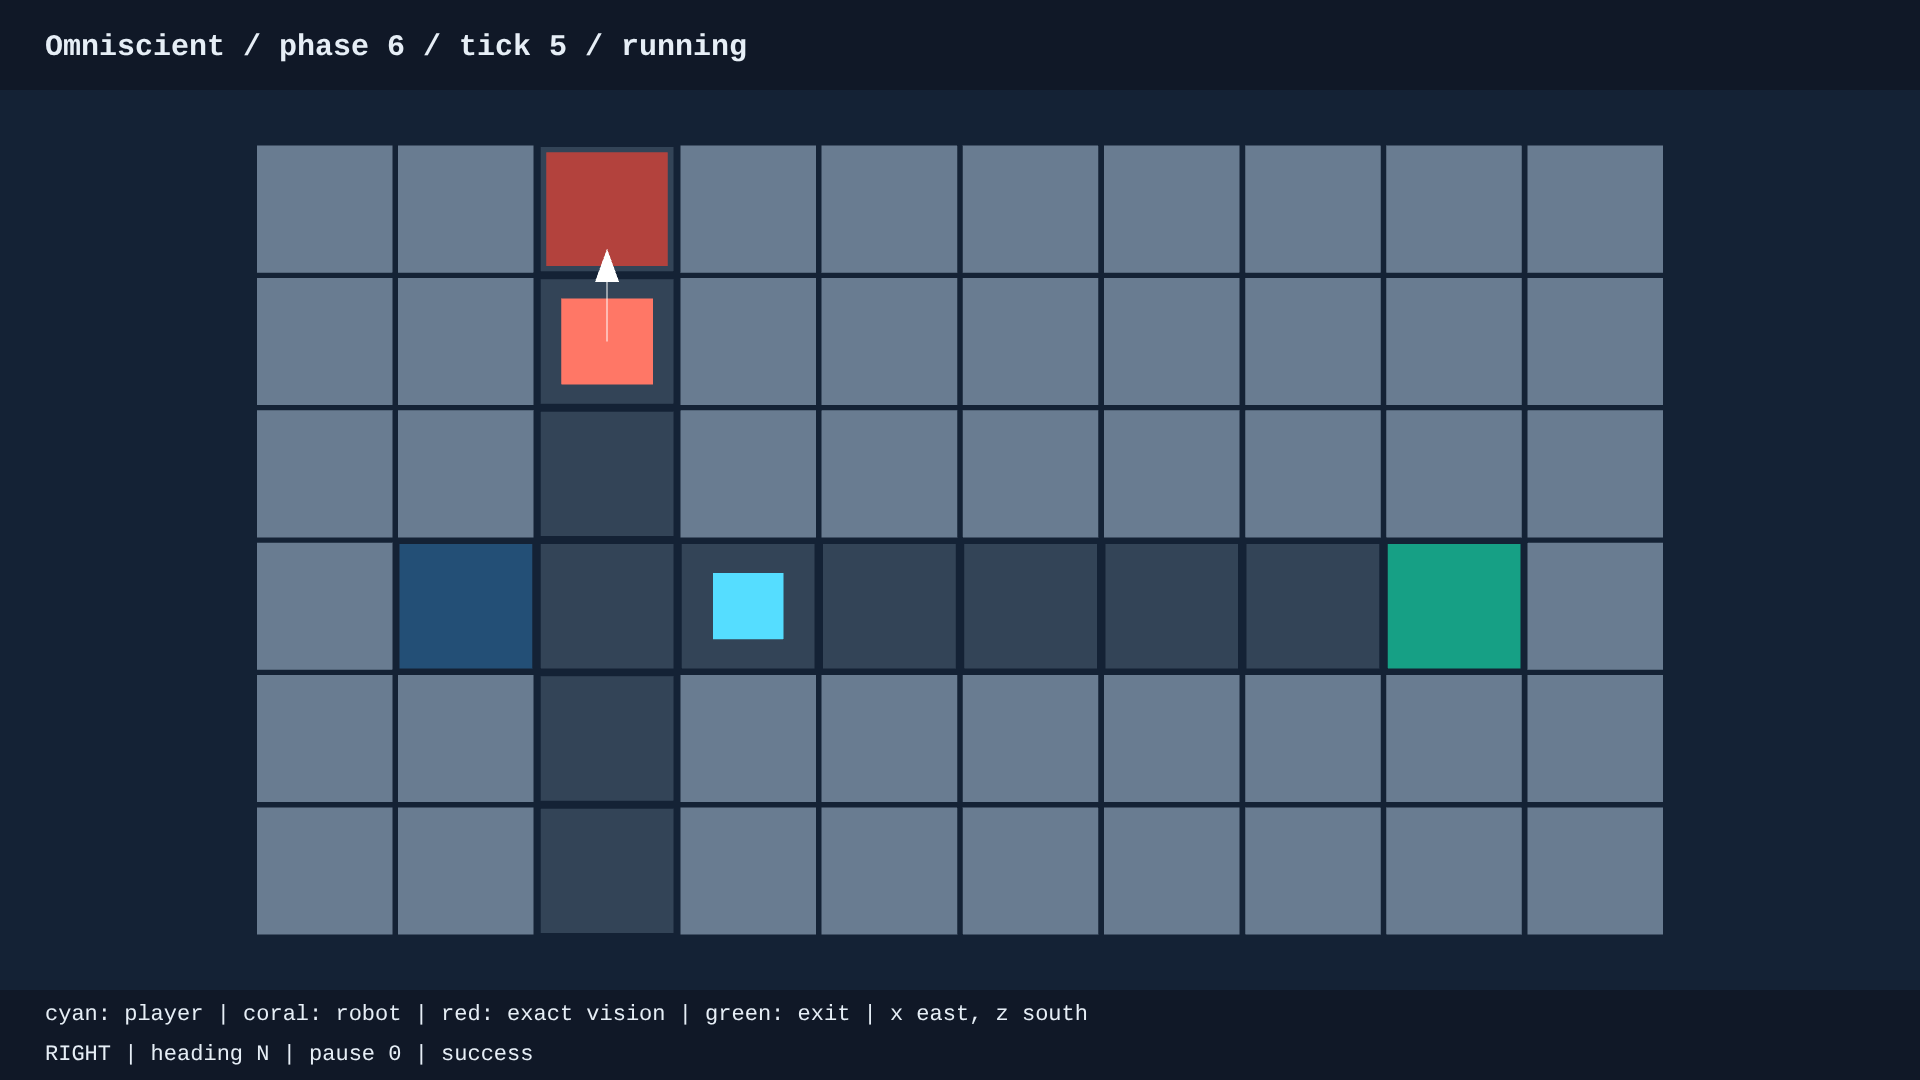 Omniscient / phase 6 / tick 5 / running
cyan: player | coral: robot | red: exact vision | green: exit | x east, z south
RIGHT | heading N | pause 0 | success